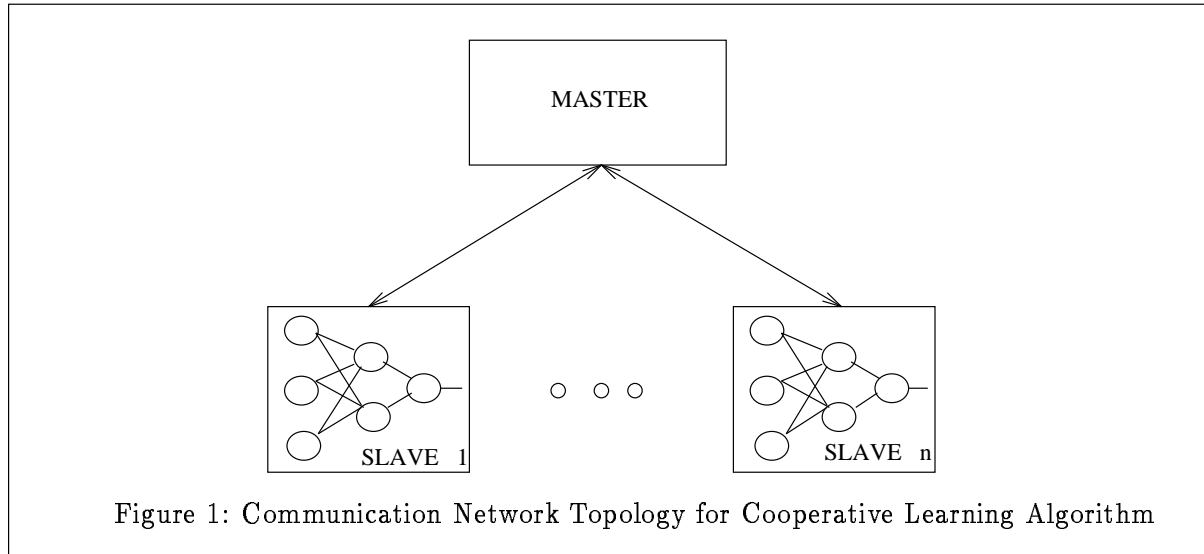 MASTER
SLAVE 1
SLAVE n
Figure 1: Communication Network Topology for Cooperative Learning Algorithm